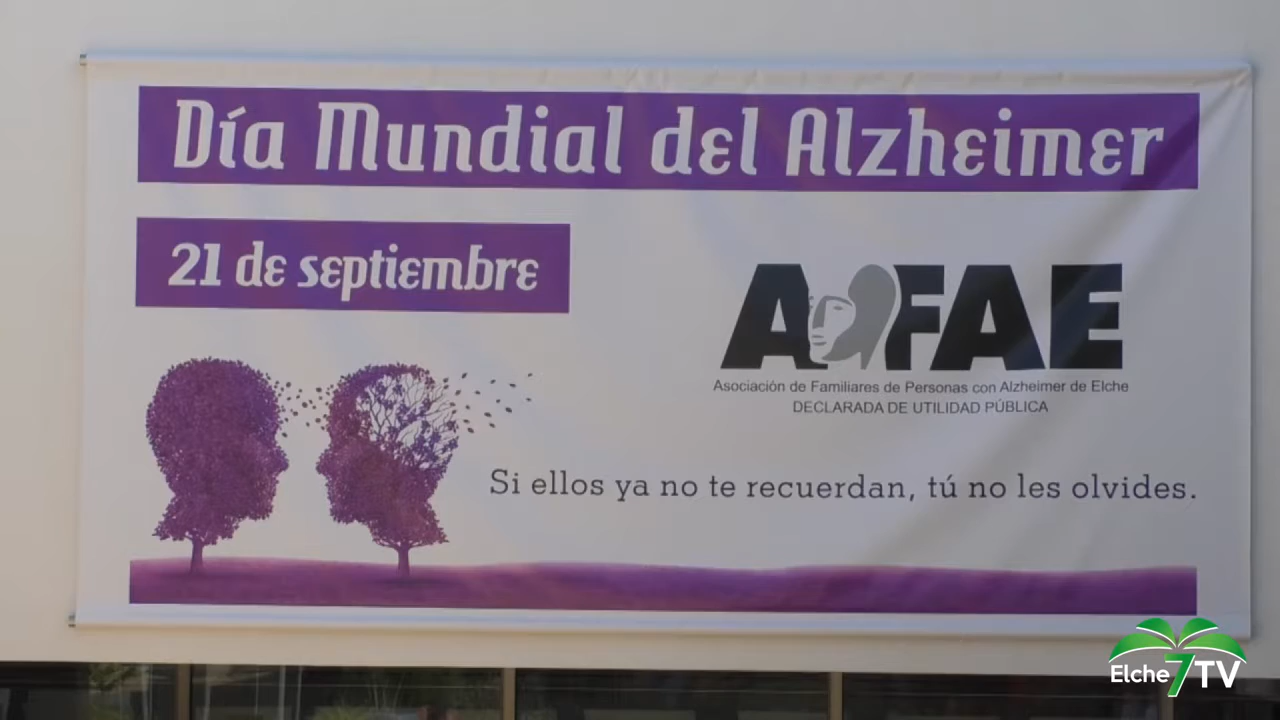 Día Mundial del Alzheimer
21 de septiembre
AFAE
Asociación de Familiares de Personas con Alzheimer de Elche
DECLARADA DE UTILIDAD PÚBLICA
Si ellos ya no te recuerdan, tú no les olvides.
Elche 7 TV